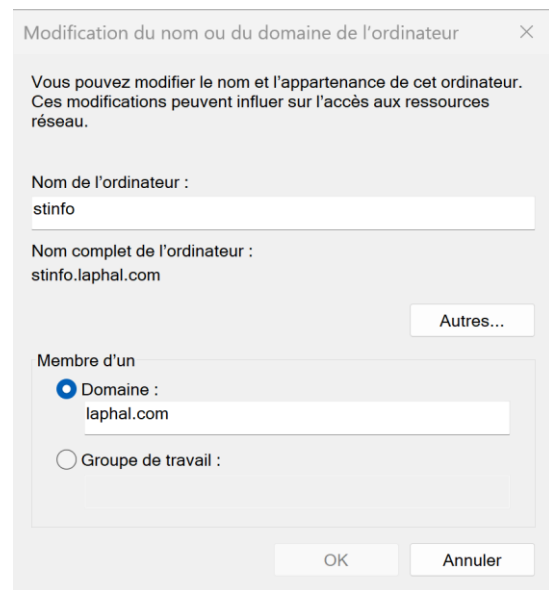 Modification du nom ou du domaine de l'ordinateur
Vous pouvez modifier le nom et l'appartenance de cet ordinateur.
Ces modifications peuvent influer sur l'accès aux ressources
réseau.
Nom de l'ordinateur :
stinfo
Nom complet de l'ordinateur :
stinfo.laphal.com
Autres...
Membre d'un
Domaine :
laphal.com
Groupe de travail :
OK Annuler